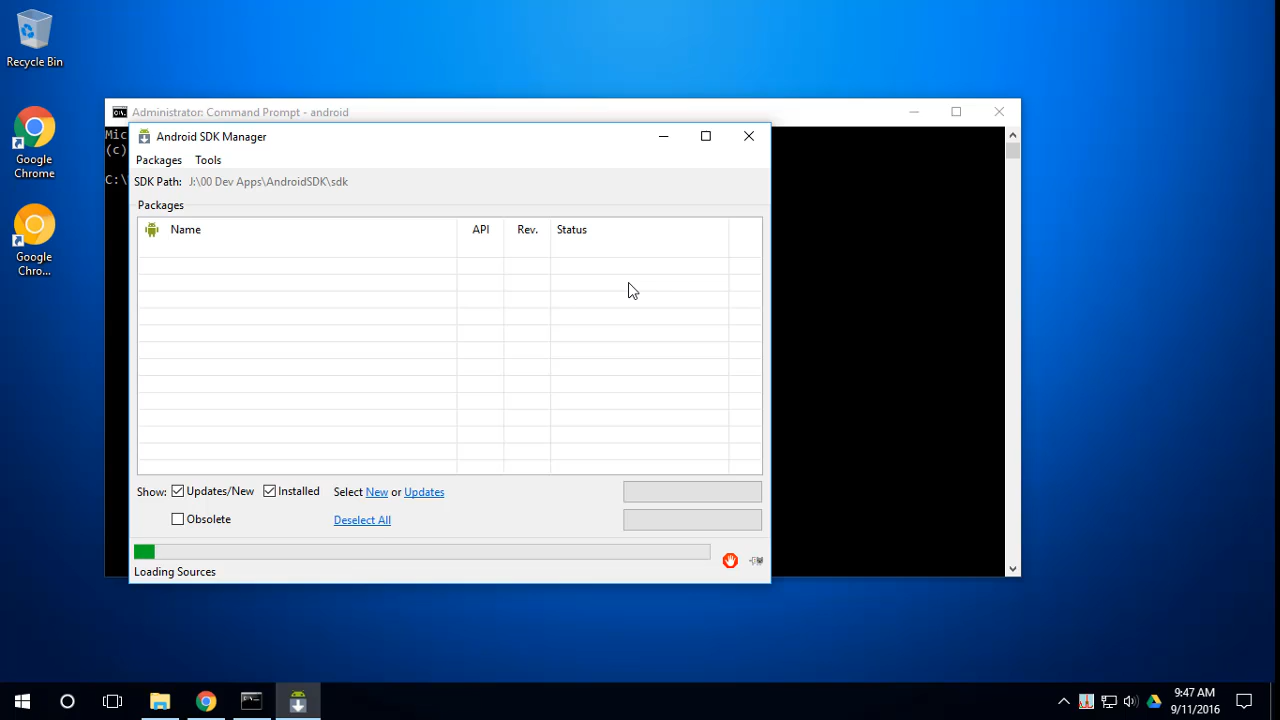 Recycle Bin
Google
Chrome
Google
Chro...
Administrator: Command Prompt - android
Mic
(c)
C:\
Android SDK Manager
Packages Tools
SDK Path: J:\00 Dev Apps\AndroidSDK\sdk
Packages
Name API Rev. Status
Show: Updates/New Installed Select New or Updates
Obsolete Deselect All
Loading Sources
9:47 AM
9/11/2016